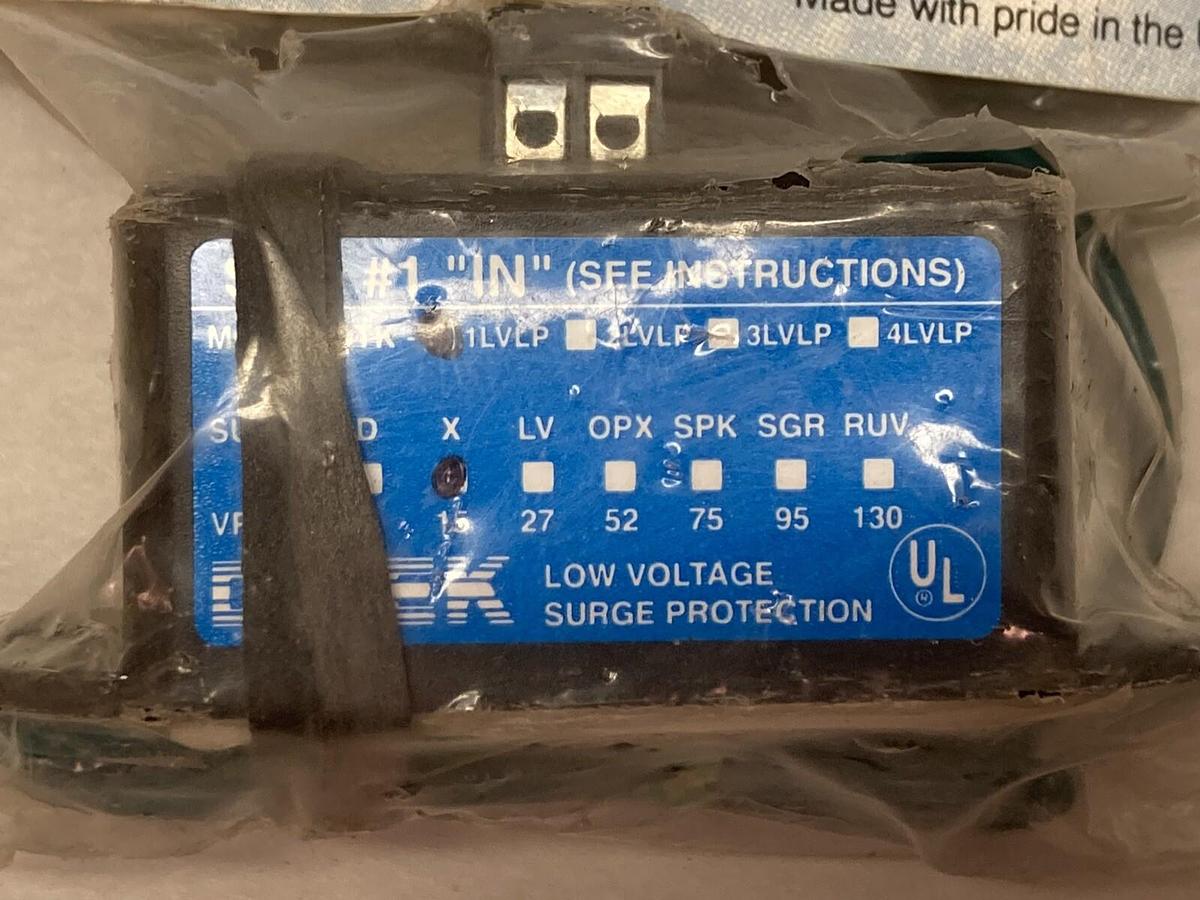 Made with pride in the
#1 "IN" (SEE INSTRUCTIONS)
1LVLP 2LVLP 3LVLP 4LVLP
X LV OPX SPK SGR RUV
15 27 52 75 95 130
LOW VOLTAGE
SURGE PROTECTION
UL